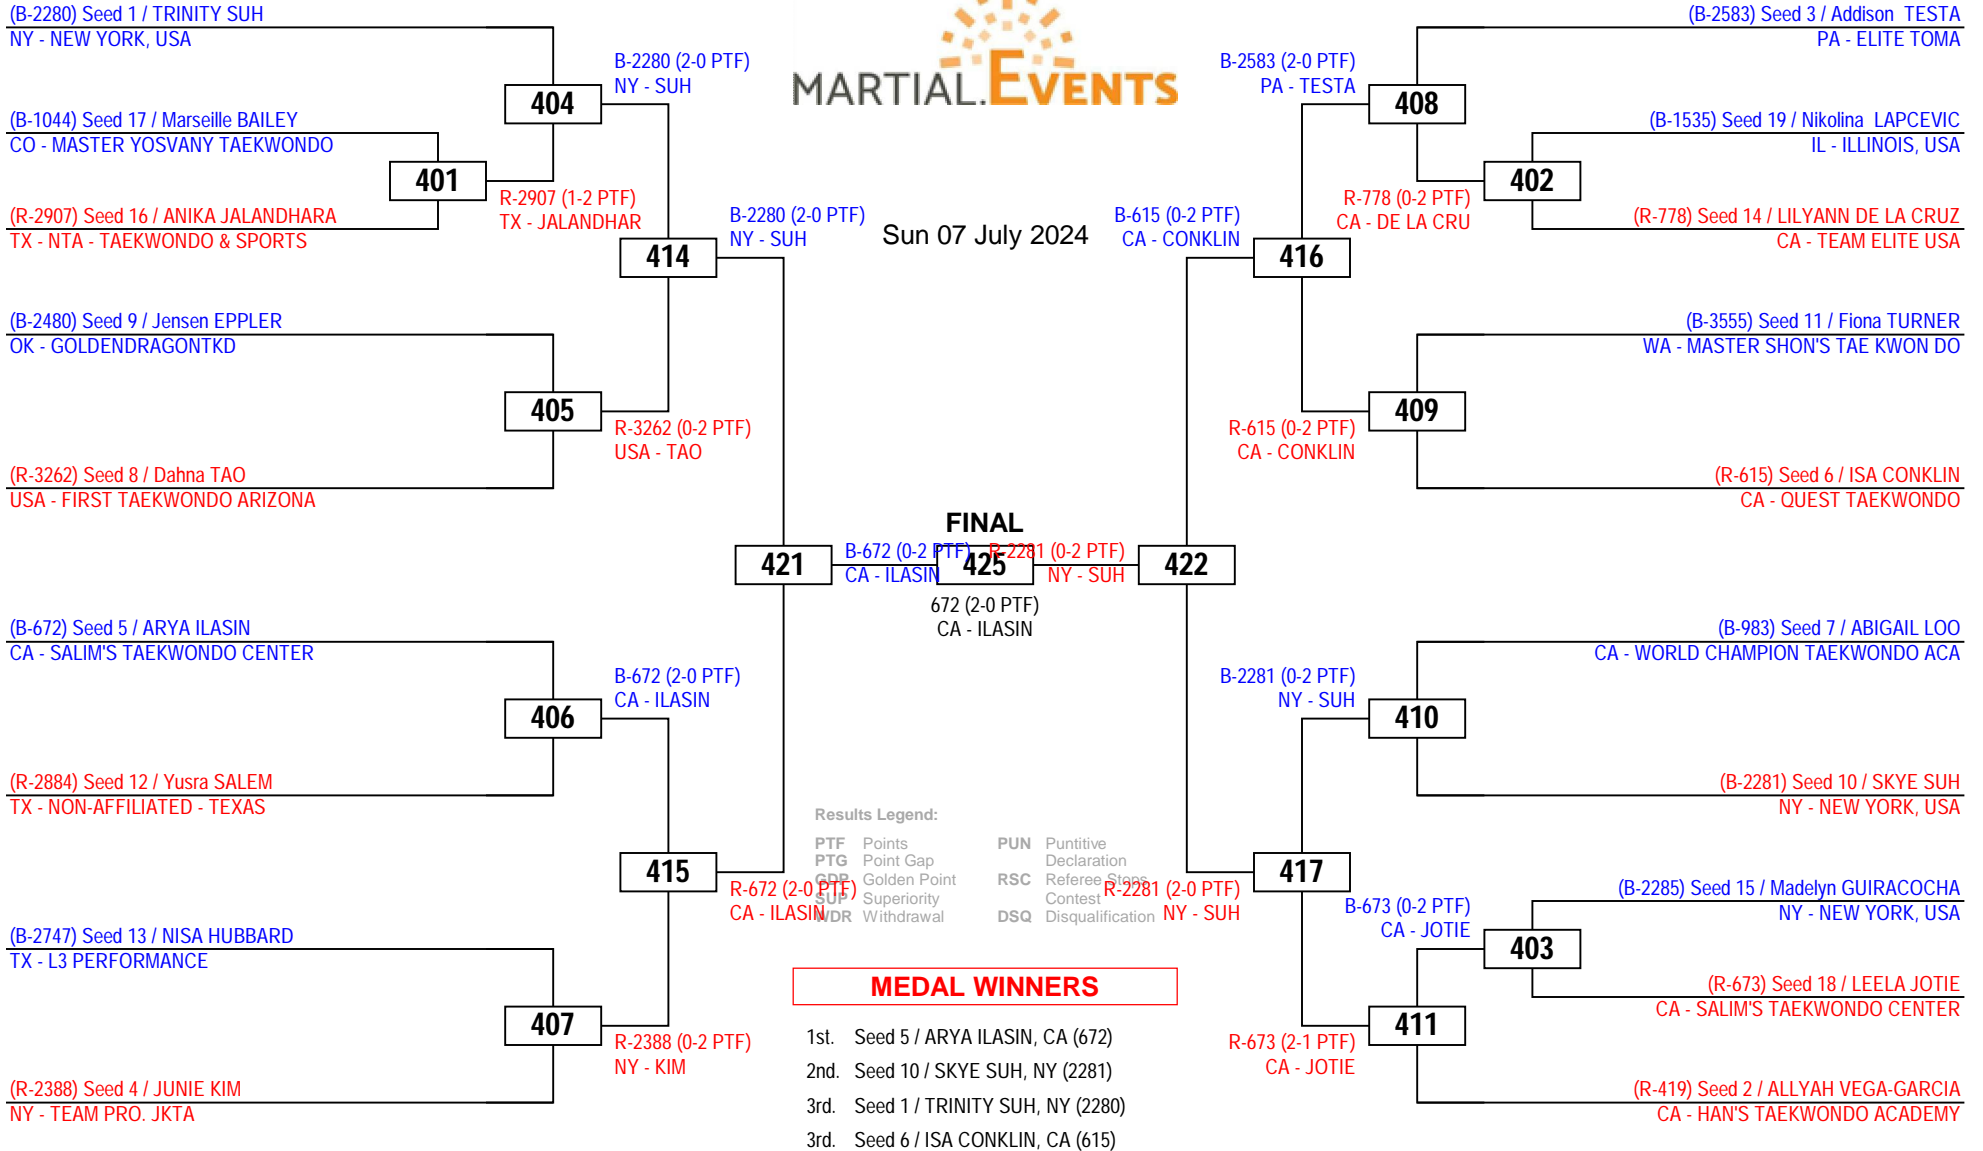 (B-2280) Seed 1 / TRINITY SUH
NY - NEW YORK, USA
B-2280 (2-0 PTF)
NY - SUH
404
(B-1044) Seed 17 / Marseille BAILEY
CO - MASTER YOSVANY TAEKWONDO
401
R-2907 (1-2 PTF)
TX - JALANDHAR
(R-2907) Seed 16 / ANIKA JALANDHARA
TX - NTA - TAEKWONDO & SPORTS
B-2280 (2-0 PTF)
NY - SUH
414
(B-2480) Seed 9 / Jensen EPPLER
OK - GOLDENDRAGONTKD
405
R-3262 (0-2 PTF)
USA - TAO
(R-3262) Seed 8 / Dahna TAO
USA - FIRST TAEKWONDO ARIZONA
421
B-672 (0-2 PTF)
CA - ILASIN
(B-672) Seed 5 / ARYA ILASIN
CA - SALIM'S TAEKWONDO CENTER
B-672 (2-0 PTF)
CA - ILASIN
406
(R-2884) Seed 12 / Yusra SALEM
TX - NON-AFFILIATED - TEXAS
415
R-672 (2-0 PTF)
CA - ILASIN
(B-2747) Seed 13 / NISA HUBBARD
TX - L3 PERFORMANCE
407
R-2388 (0-2 PTF)
NY - KIM
(R-2388) Seed 4 / JUNIE KIM
NY - TEAM PRO. JKTA
MARTIAL.EVENTS
Sun 07 July 2024
FINAL
425
672 (2-0 PTF)
CA - ILASIN
(B-2583) Seed 3 / Addison TESTA
PA - ELITE TOMA
B-2583 (2-0 PTF)
PA - TESTA
408
(B-1535) Seed 19 / Nikolina LAPCEVIC
IL - ILLINOIS, USA
402
R-778 (0-2 PTF)
CA - DE LA CRU
(R-778) Seed 14 / LILYANN DE LA CRUZ
CA - TEAM ELITE USA
B-615 (0-2 PTF)
CA - CONKLIN
416
(B-3555) Seed 11 / Fiona TURNER
WA - MASTER SHON'S TAE KWON DO
409
R-615 (0-2 PTF)
CA - CONKLIN
(R-615) Seed 6 / ISA CONKLIN
CA - QUEST TAEKWONDO
R-2281 (0-2 PTF)
NY - SUH
422
(B-983) Seed 7 / ABIGAIL LOO
CA - WORLD CHAMPION TAEKWONDO ACA
B-2281 (0-2 PTF)
NY - SUH
410
(B-2281) Seed 10 / SKYE SUH
NY - NEW YORK, USA
417
R-2281 (2-0 PTF)
NY - SUH
(B-2285) Seed 15 / Madelyn GUIRACOCHA
NY - NEW YORK, USA
B-673 (0-2 PTF)
CA - JOTIE
403
(R-673) Seed 18 / LEELA JOTIE
CA - SALIM'S TAEKWONDO CENTER
411
R-673 (2-1 PTF)
CA - JOTIE
(R-419) Seed 2 / ALLYAH VEGA-GARCIA
CA - HAN'S TAEKWONDO ACADEMY
Results Legend:
PTF Points
PTG Point Gap
GDP Golden Point
SUP Superiority
WDR Withdrawal
PUN Puntitive
Declaration
RSC Referee Stops
Contest
DSQ Disqualification
MEDAL WINNERS
1st. Seed 5 / ARYA ILASIN, CA (672)
2nd. Seed 10 / SKYE SUH, NY (2281)
3rd. Seed 1 / TRINITY SUH, NY (2280)
3rd. Seed 6 / ISA CONKLIN, CA (615)